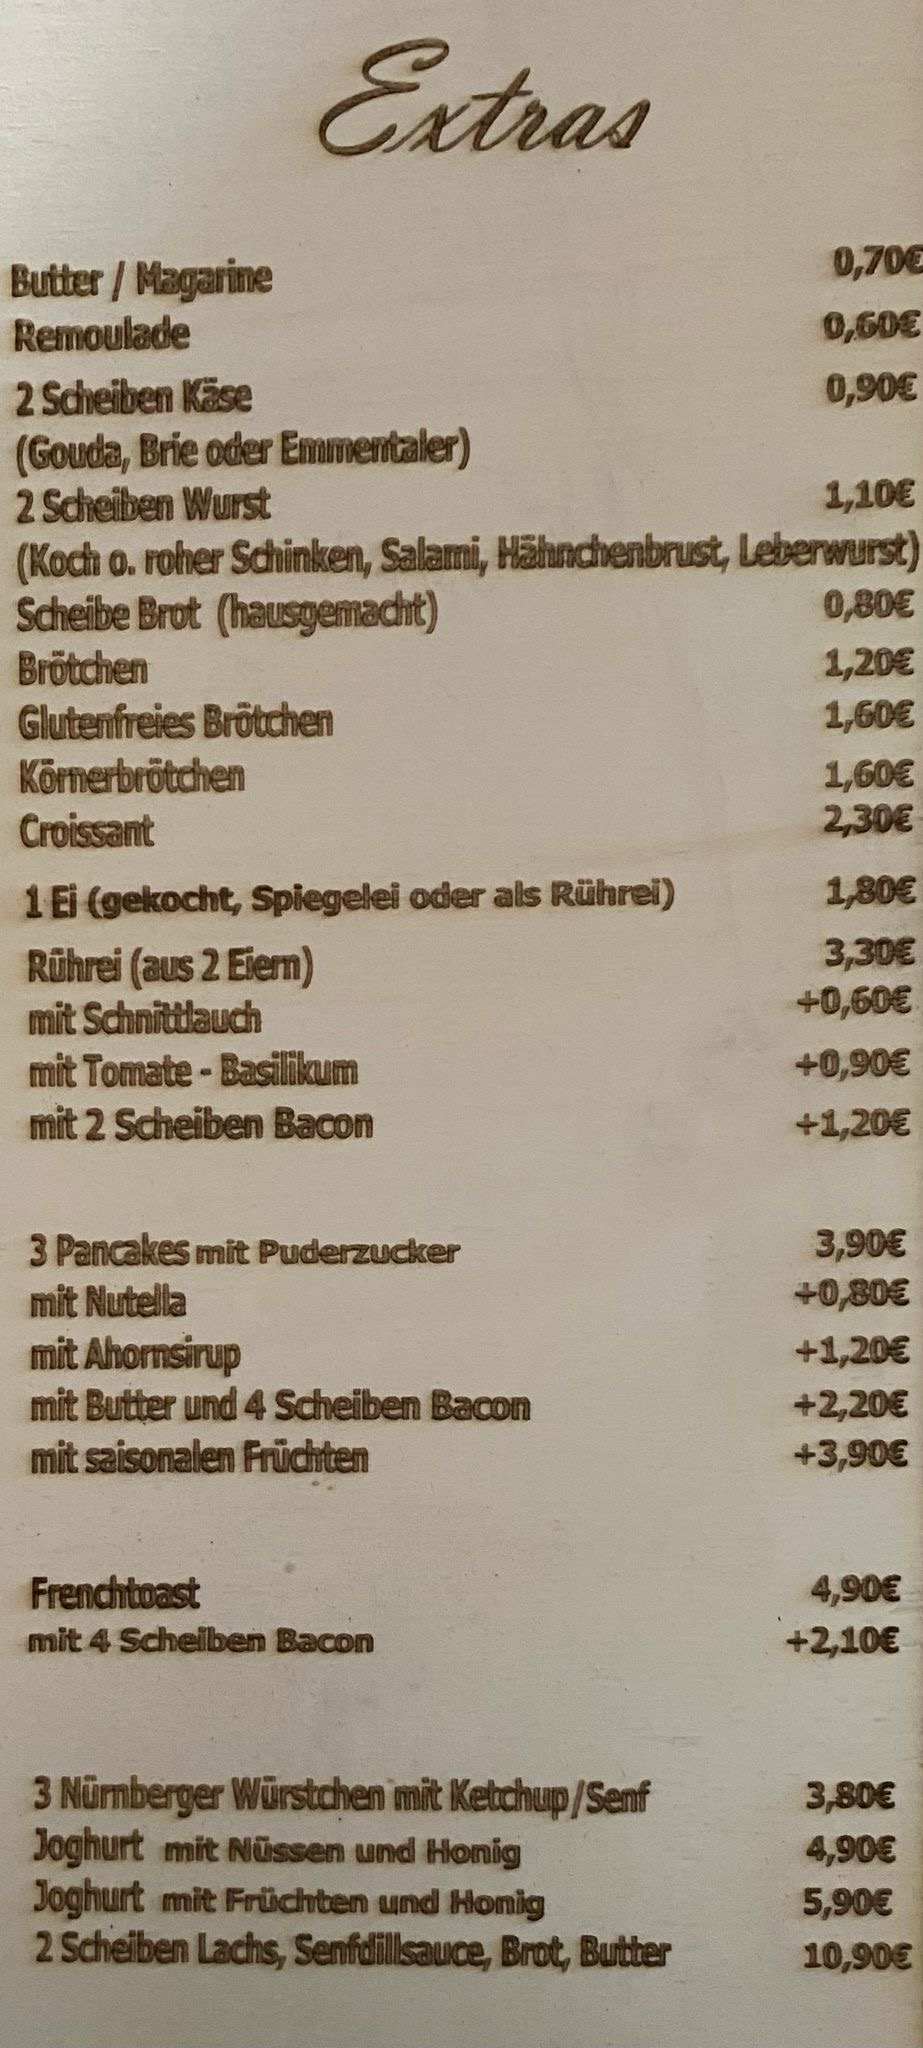 Extras
Butter / Magarine 0,70€
Remoulade 0,60€
2 Scheiben Käse 0,90€
(Gouda, Brie oder Emmentaler)
2 Scheiben Wurst 1,10€
(Koch o. roher Schinken, Salami, Hähnchenbrust, Leberwurst)
Scheibe Brot (hausgemacht) 0,80€
Brötchen 1,20€
Glutenfreies Brötchen 1,60€
Körnerbrötchen 1,60€
Croissant 2,30€
1 Ei (gekocht, Spiegelei oder als Rührei) 1,80€
Rührei (aus 2 Eiern) 3,30€
mit Schnittlauch +0,60€
mit Tomate - Basilikum +0,90€
mit 2 Scheiben Bacon +1,20€
3 Pancakes mit Puderzucker 3,90€
mit Nutella +0,80€
mit Ahornsirup +1,20€
mit Butter und 4 Scheiben Bacon +2,20€
mit saisonalen Früchten +3,90€
Frenchtoast 4,90€
mit 4 Scheiben Bacon +2,10€
3 Nürnberger Würstchen mit Ketchup/Senf 3,80€
Joghurt mit Nüssen und Honig 4,90€
Joghurt mit Früchten und Honig 5,90€
2 Scheiben Lachs, Senfdillsauce, Brot, Butter 10,90€